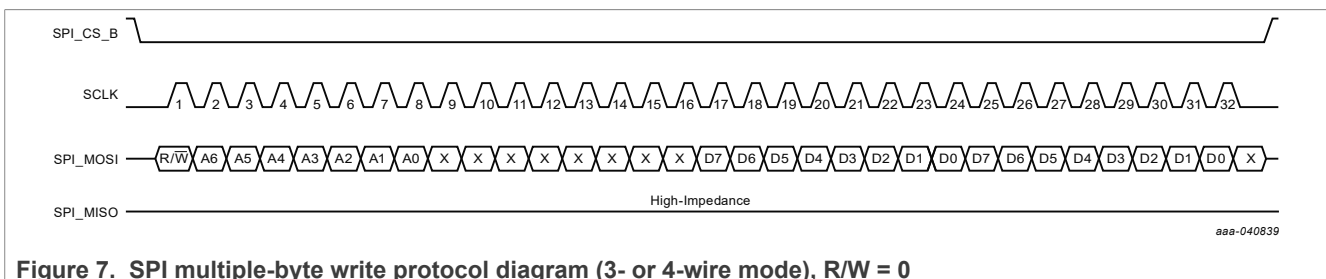 SPI_CS_B
SCLK
1 2 3 4 5 6 7 8 9 10 11 12 13 14 15 16 17 18 19 20 21 22 23 24 25 26 27 28 29 30 31 32
SPI_MOSI R/W̅ A6 A5 A4 A3 A2 A1 A0 X X X X X X X X D7 D6 D5 D4 D3 D2 D1 D0 D7 D6 D5 D4 D3 D2 D1 D0 X
High-Impedance
SPI_MISO
aaa-040839
Figure 7. SPI multiple-byte write protocol diagram (3- or 4-wire mode), R/W = 0